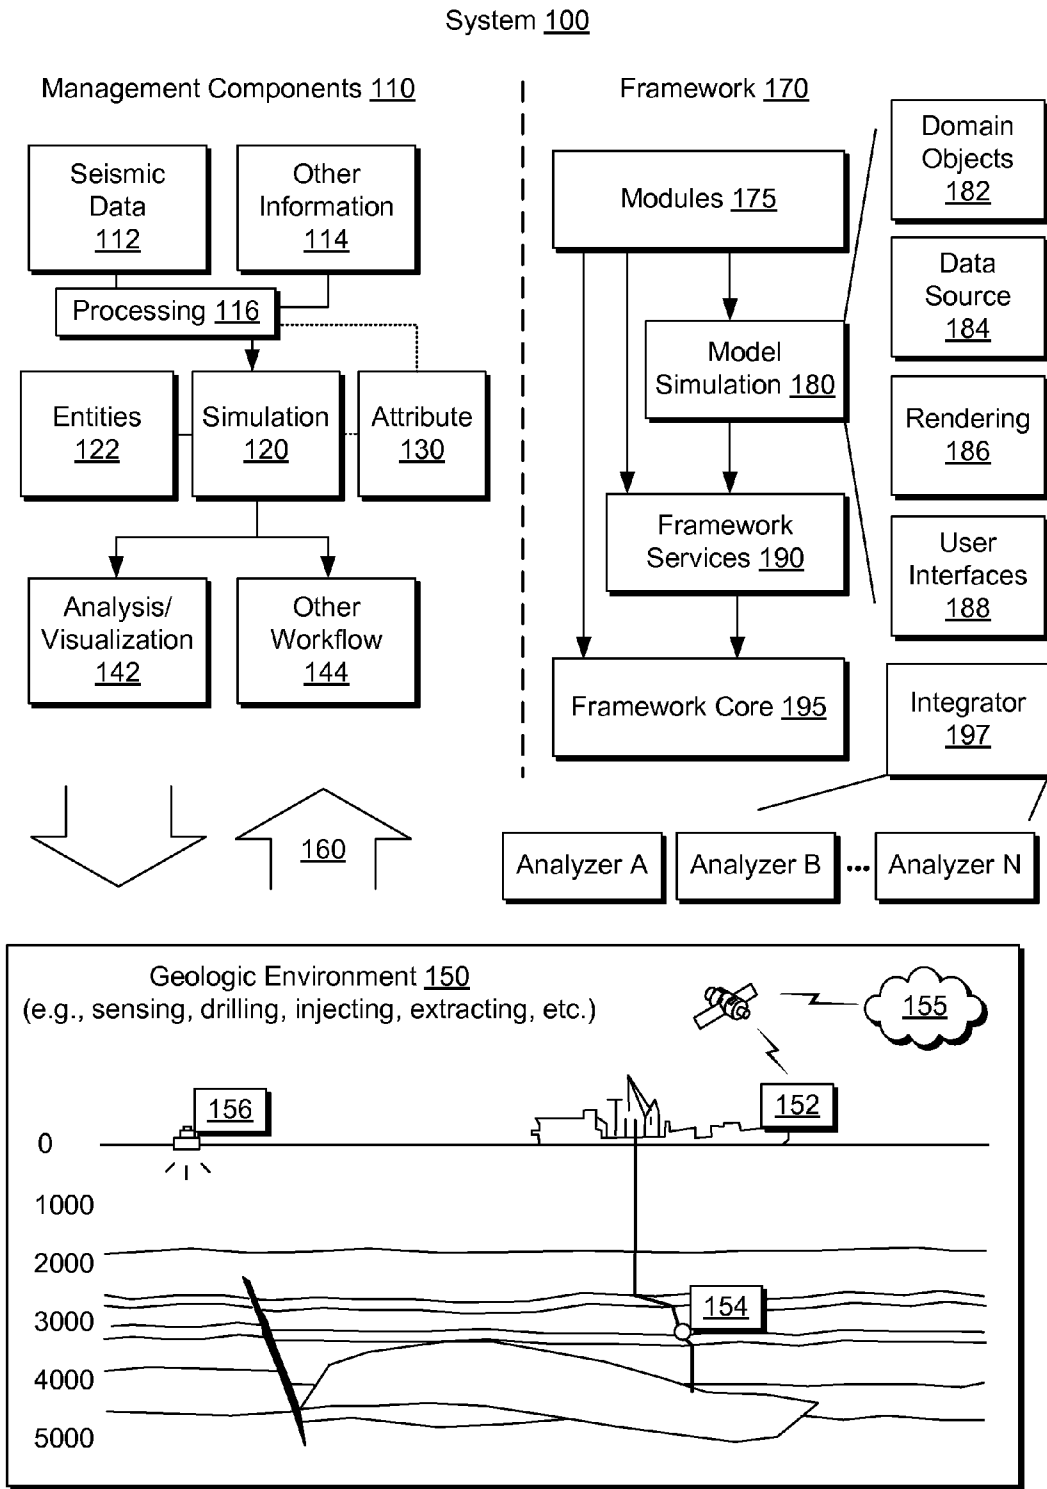 System 100
Management Components 110
Seismic
Data
112
Other
Information
114
Processing 116
Entities
122
Simulation
120
Attribute
130
Analysis/
Visualization
142
Other
Workflow
144
160
Framework 170
Modules 175
Model
Simulation 180
Framework
Services 190
Framework Core 195
Domain
Objects
182
Data
Source
184
Rendering
186
User
Interfaces
188
Integrator
197
Analyzer A
Analyzer B
...
Analyzer N
Geologic Environment 150
(e.g., sensing, drilling, injecting, extracting, etc.)
155
156
152
154
0
1000
2000
3000
4000
5000